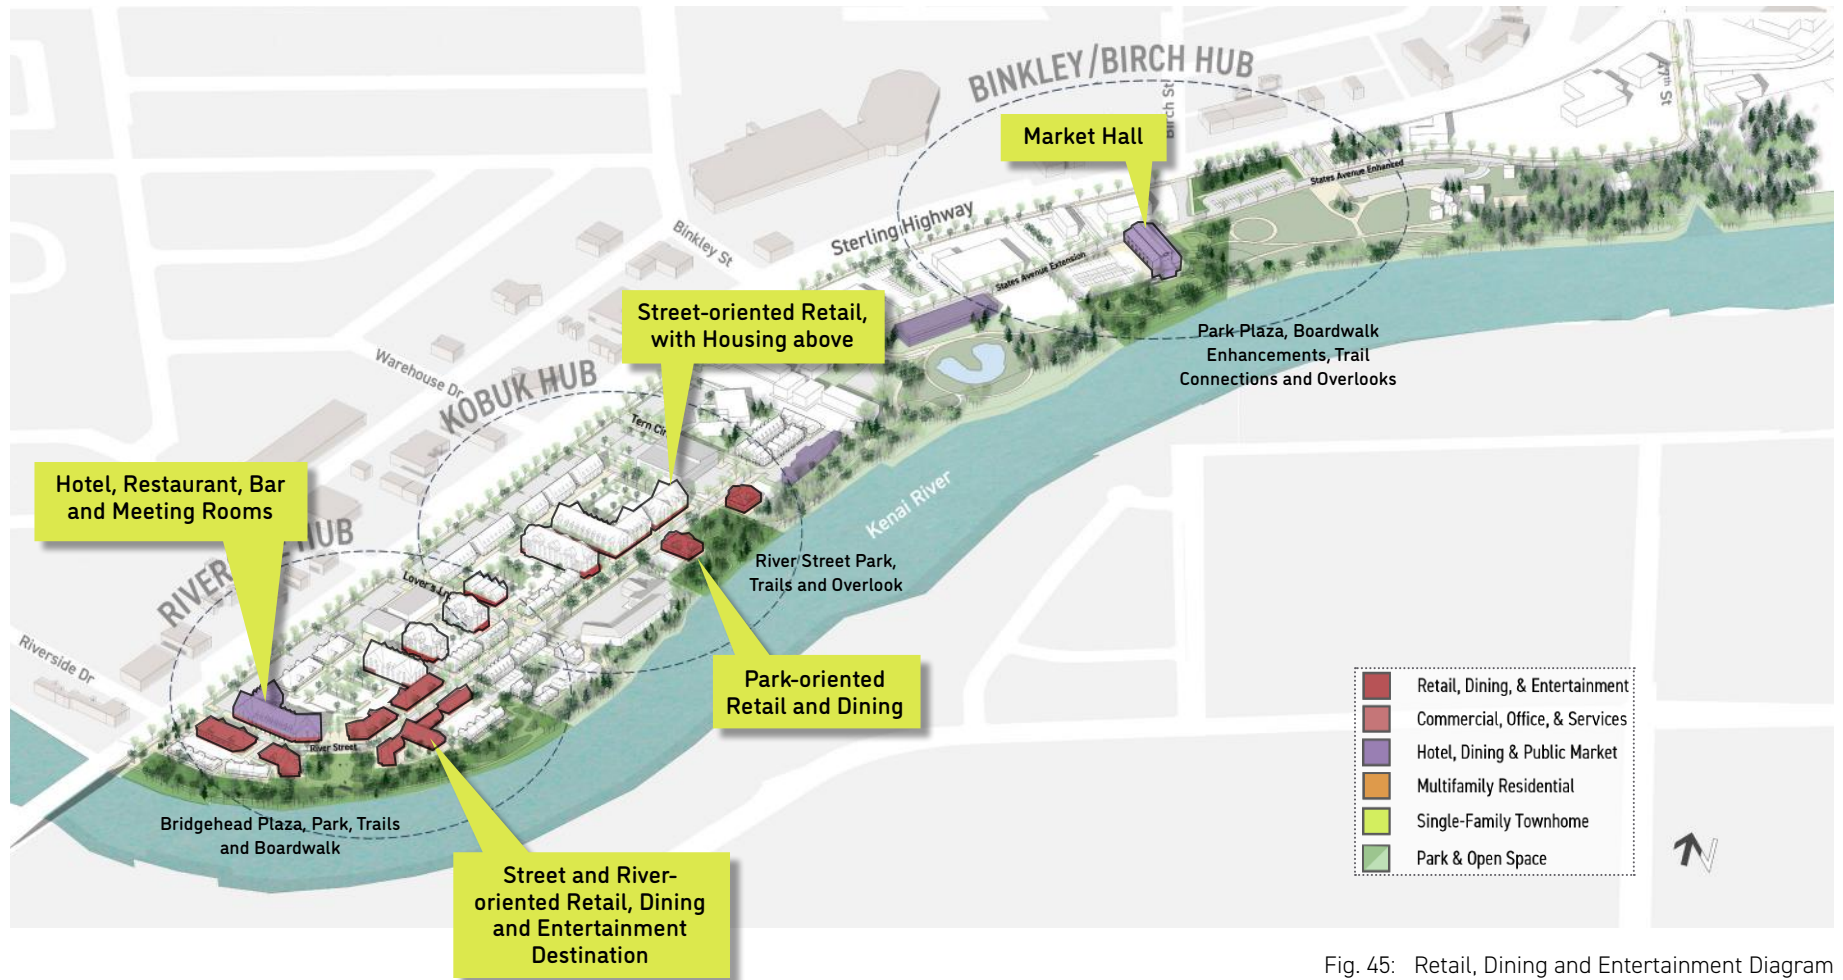 BINKLEY/BIRCH HUB
47th St
Birch St
Market Hall
States Avenue Enhanced
Sterling Highway
Binkley St
States Avenue Extension
Street-oriented Retail,
with Housing above
Park Plaza, Boardwalk
Enhancements, Trail
Connections and Overlooks
Warehouse Dr
KOBUK HUB
Tern Cir
Hotel, Restaurant, Bar
and Meeting Rooms
Kenai River
HUB
River Street Park,
Trails and Overlook
Lover's Ln
Riverside Dr
Park-oriented
Retail and Dining
River Street
Bridgehead Plaza, Park, Trails
and Boardwalk
Street and River-
oriented Retail, Dining
and Entertainment
Destination
Retail, Dining, & Entertainment
Commercial, Office, & Services
Hotel, Dining & Public Market
Multifamily Residential
Single-Family Townhome
Park & Open Space
N
Fig. 45: Retail, Dining and Entertainment Diagram